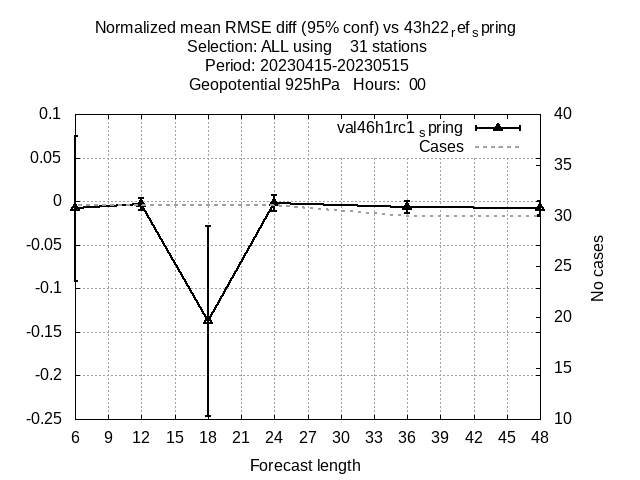 Normalized mean RMSE diff (95% conf) vs 43h22refspring
Selection: ALL using    31 stations
Period: 20230415-20230515
Geopotential 925hPa   Hours:  00
val46h1rc1spring
Cases
0.1
0.05
0
-0.05
-0.1
-0.15
-0.2
-0.25
40
35
30
25
20
15
10
No cases
6 9 12 15 18 21 24 27 30 33 36 39 42 45 48
Forecast length